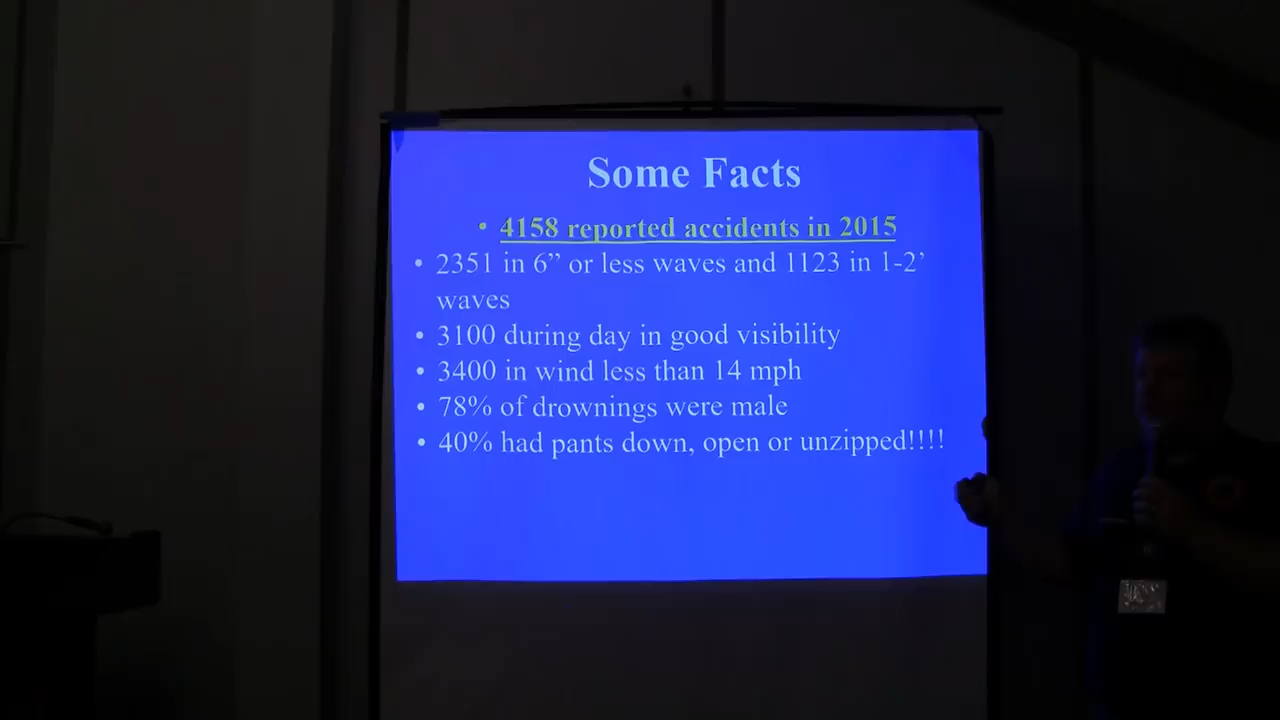 Some Facts
• 4158 reported accidents in 2015
• 2351 in 6” or less waves and 1123 in 1-2’
waves
• 3100 during day in good visibility
• 3400 in wind less than 14 mph
• 78% of drownings were male
• 40% had pants down, open or unzipped!!!!